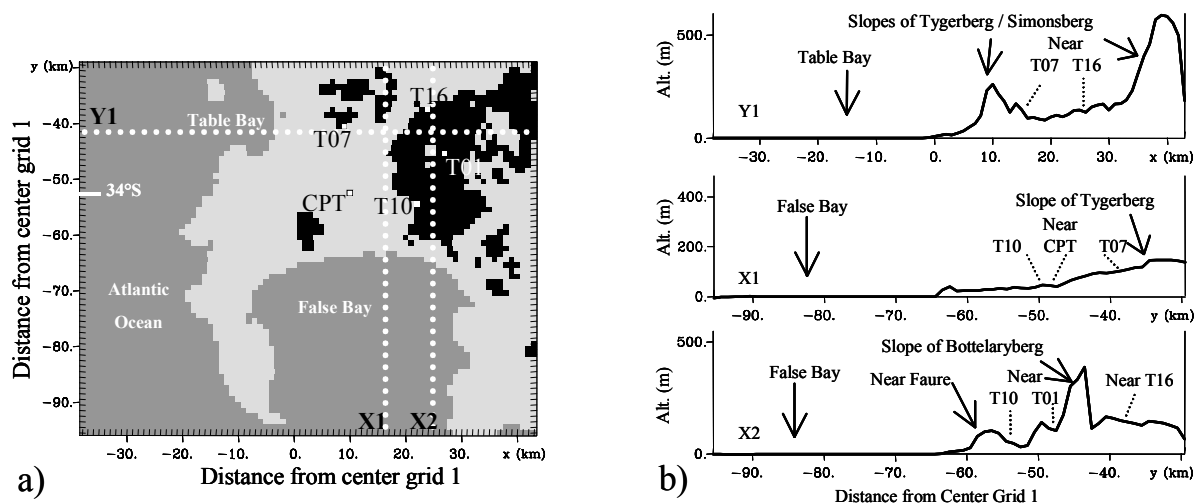 y (km)
-40.
-50.
-60.
-70.
-80.
-90.
Distance from center grid 1
Y1
Table Bay
T07
T16
T01
34°S
CPT
T10
Atlantic
Ocean
False Bay
X1
X2
-30.
-20.
-10.
0.
10.
20.
30.
x (km)
Distance from center grid 1
a)
Slopes of Tygerberg / Simonsberg
Alt. (m)
500.
0
Table Bay
Near
T07
T16
Y1
-30.
-20.
-10.
0.
10.
20.
30.
x (km)
Alt. (m)
400.
200.
0
False Bay
Slope of Tygerberg
Near
T10
CPT
T07
X1
-90.
-80.
-70.
-60.
-50.
-40.
y (km)
Alt. (m)
500.
0
False Bay
Slope of Bottelaryberg
Near Faure
Near
T10
T01
Near T16
X2
-90.
-80.
-70.
-60.
-50.
-40.
y (km)
Distance from Center Grid 1
b)